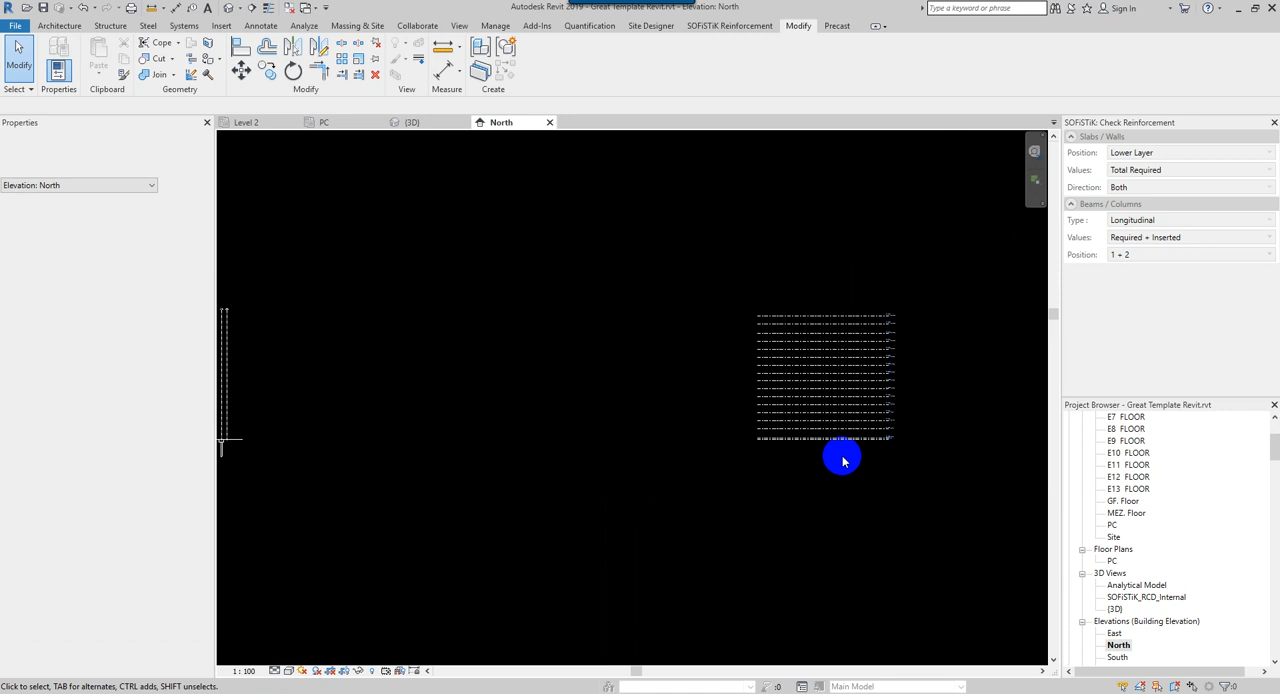 Autodesk Revit 2019 - Great Template Revit.rvt - Elevation: North
Type a keyword or phrase
Sign In
File Architecture Structure Steel Systems Insert Annotate Analyze Massing & Site Collaborate View Manage Add-Ins Quantification Site Designer SOFiSTiK Reinforcement Modify Precast
Modify
Properties
Paste
Cope
Cut
Join
Select Properties Clipboard Geometry Modify View Measure Create
Properties
Level 2 PC {3D} North
Elevation: North
SOFiSTiK: Check Reinforcement
Slabs / Walls
Position: Lower Layer
Values: Total Required
Direction: Both
Beams / Columns
Type : Longitudinal
Values: Required + Inserted
Position: 1 + 2
Project Browser - Great Template Revit.rvt
E7 FLOOR
E8 FLOOR
E9 FLOOR
E10 FLOOR
E11 FLOOR
E12 FLOOR
E13 FLOOR
GF. Floor
MEZ. Floor
PC
Site
Floor Plans
PC
3D Views
Analytical Model
SOFiSTiK_RCD_Internal
{3D}
Elevations (Building Elevation)
East
North
South
1 : 100
Click to select, TAB for alternates, CTRL adds, SHIFT unselects.
:0
Main Model
:0